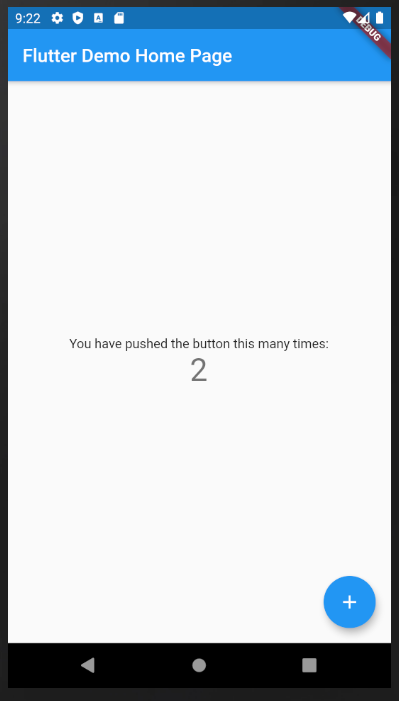 9:22
DEBUG
Flutter Demo Home Page
You have pushed the button this many times:
2